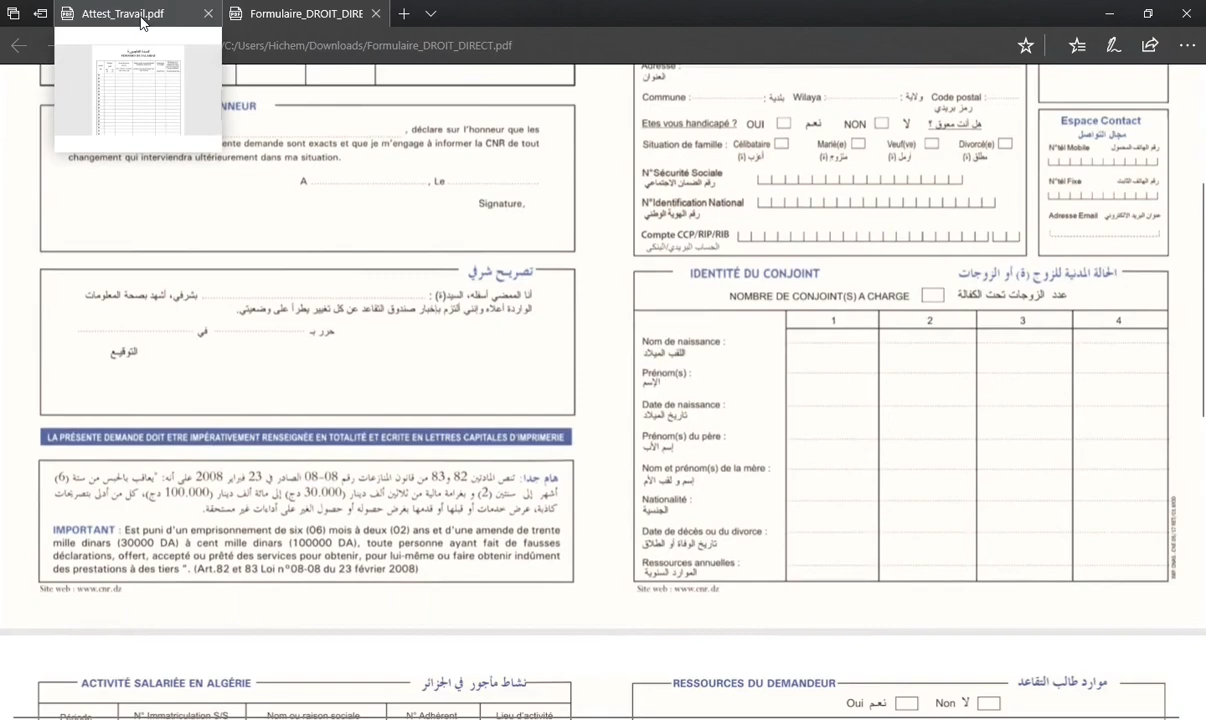 Attest_Travail.pdf
Formulaire_DROIT_DIRE
C:/Users/Hichem/Downloads/Formulaire_DROIT_DIRECT.pdf
NNEUR
, déclare sur l'honneur que les
ente demande sont exacts et que je m'engage à informer la CNR de tout
changement qui interviendra ultérieurement dans ma situation.
A , Le
Signature,
تصريح شرفي
أنا الممضي أسفله، السيد(ة) : بشرفي، أشهد بصحة المعلومات
الواردة أعلاه وإنني ألتزم بإخبار صندوق التقاعد عن كل تغيير يطرأ على وضعيتي.
حرر بـ في
التوقيع
LA PRÉSENTE DEMANDE DOIT ETRE IMPÉRATIVEMENT RENSEIGNÉE EN TOTALITÉ ET ECRITE EN LETTRES CAPITALES D'IMPRIMERIE
هام جدا: تنص المادتين 82 و83 من قانون المنازعات رقم 08-08 الصادر في 23 فبراير 2008 على أنه: "يعاقب بالحبس من ستة (6)
أشهر إلى سنتين (2) و بغرامة مالية من ثلاثين ألف دينار (30.000 دج) إلى مائة ألف دينار (100.000 دج)، كل من أدلى بتصريحات
كاذبة، عرض خدمات أو قبلها أو قدمها بغرض حصوله أو حصول الغير على أداءات غير مستحقة.
IMPORTANT : Est puni d'un emprisonnement de six (06) mois à deux (02) ans et d'une amende de trente
mille dinars (30000 DA) à cent mille dinars (100000 DA), toute personne ayant fait de fausses
déclarations, offert, accepté ou prêté des services pour obtenir, pour lui-même ou faire obtenir indûment
des prestations à des tiers ". (Art.82 et 83 Loi n°08-08 du 23 février 2008)
Site web : www.cnr.dz
Adresse :
العنوان
Commune : بلدية : Wilaya : ولاية : Code postal :
رمز بريدي
Etes vous handicapé ? OUI نعم NON لا هل أنت معوق ؟
Situation de famille : Célibataire Marié(e) Veuf(ve) Divorcé(e)
أعزب (ة) متزوج (ة) أرمل (ة) مطلق (ة)
N°Sécurité Sociale
رقم الضمان الاجتماعي
N°Identification National
رقم الهوية الوطني
Compte CCP/RIP/RIB
الحساب البريدي/البنكي
Espace Contact
مجال التواصل
N°tél Mobile رقم الهاتف المحمول
N°tél Fixe رقم الهاتف الثابت
Adresse Email عنوان البريد الالكتروني
IDENTITÉ DU CONJOINT الحالة المدنية للزوج (ة) أو الزوجات
NOMBRE DE CONJOINT(S) A CHARGE عدد الزوجات تحت الكفالة
1 2 3 4
Nom de naissance :
اللقب الميلاد
Prénom(s) :
الإسم
Date de naissance :
تاريخ الميلاد
Prénom(s) du père :
إسم الأب
Nom et prénom(s) de la mère :
إسم و لقب الأم
Nationalité :
الجنسية
Date de décès ou du divorce :
تاريخ الوفاة أو الطلاق
Ressources annuelles :
الموارد السنوية
Site web : www.cnr.dz
ACTIVITÉ SALARIÉE EN ALGÉRIE نشاط مأجور في الجزائر
Période N° Immatriculation S/S Nom ou raison sociale N° Adhérent Lieu d'activité
RESSOURCES DU DEMANDEUR موارد طالب التقاعد
Oui نعم Non لا